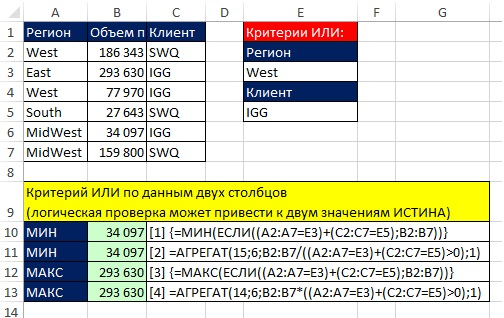 A B C D E F G
1 Регион Объем п Клиент Критерии ИЛИ:
2 West 186 343 SWQ Регион
3 East 293 630 IGG West
4 West 77 970 IGG Клиент
5 South 27 643 SWQ IGG
6 MidWest 34 097 IGG
7 MidWest 159 800 SWQ
8
Критерий ИЛИ по данным двух столбцов
9 (логическая проверка может привести к двум значениям ИСТИНА)
10 МИН 34 097 [1] {=МИН(ЕСЛИ((A2:A7=E3)+(C2:C7=E5);B2:B7))}
11 МИН 34 097 [2] =АГРЕГАТ(15;6;B2:B7/((A2:A7=E3)+(C2:C7=E5)>0);1)
12 МАКС 293 630 [3] {=МАКС(ЕСЛИ((A2:A7=E3)+(C2:C7=E5);B2:B7))}
13 МАКС 293 630 [4] =АГРЕГАТ(14;6;B2:B7*((A2:A7=E3)+(C2:C7=E5)>0);1)
14